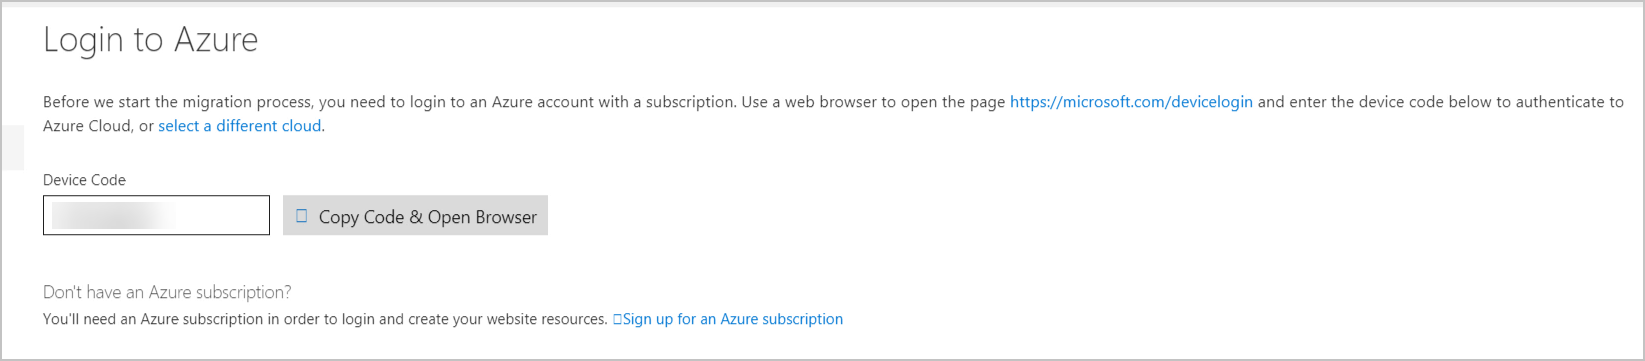 Login to Azure
Before we start the migration process, you need to login to an Azure account with a subscription. Use a web browser to open the page https://microsoft.com/devicelogin and enter the device code below to authenticate to
Azure Cloud, or select a different cloud.
Device Code
Copy Code & Open Browser
Don't have an Azure subscription?
You'll need an Azure subscription in order to login and create your website resources. Sign up for an Azure subscription